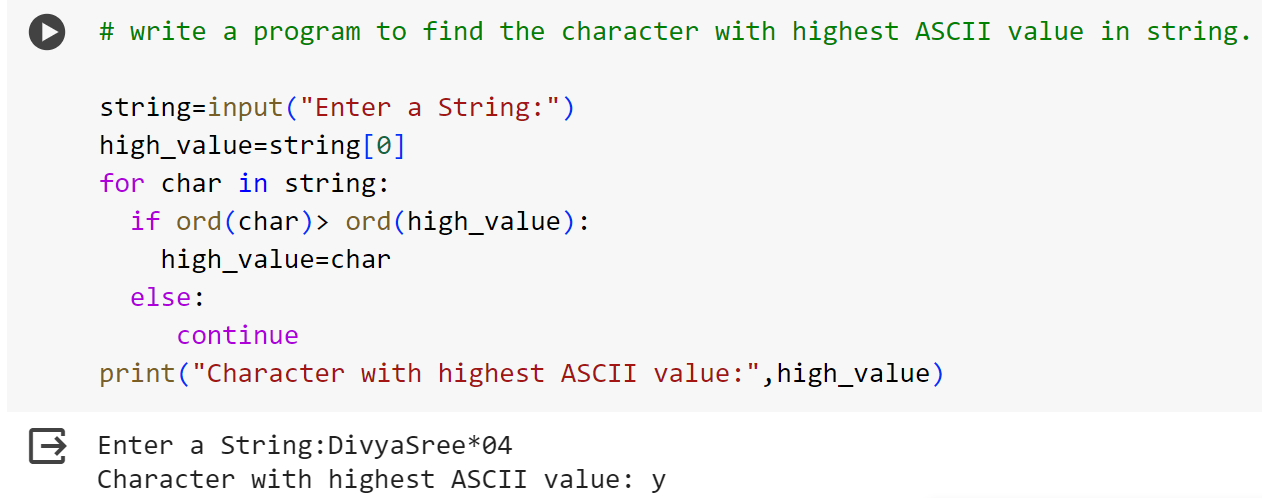 # write a program to find the character with highest ASCII value in string.
string=input("Enter a String:")
high_value=string[0]
for char in string:
  if ord(char)> ord(high_value):
    high_value=char
  else:
     continue
print("Character with highest ASCII value:",high_value)
Enter a String:DivyaSree*04
Character with highest ASCII value: y